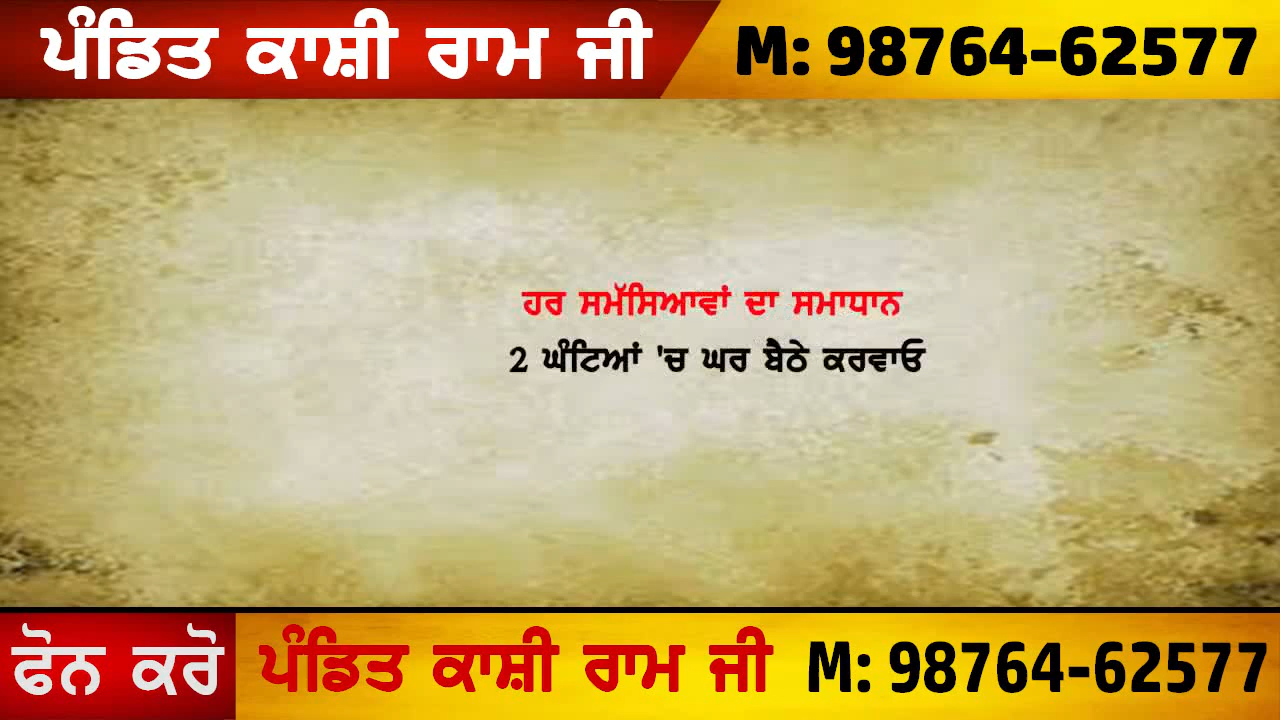 ਪੰਡਿਤ ਕਾਸ਼ੀ ਰਾਮ ਜੀ M: 98764-62577
ਹਰ ਸਮੱਸਿਆਵਾਂ ਦਾ ਸਮਾਧਾਨ
2 ਘੰਟਿਆਂ 'ਚ ਘਰ ਬੈਠੇ ਕਰਵਾਓ
ਫੋਨ ਕਰੋ ਪੰਡਿਤ ਕਾਸ਼ੀ ਰਾਮ ਜੀ M: 98764-62577